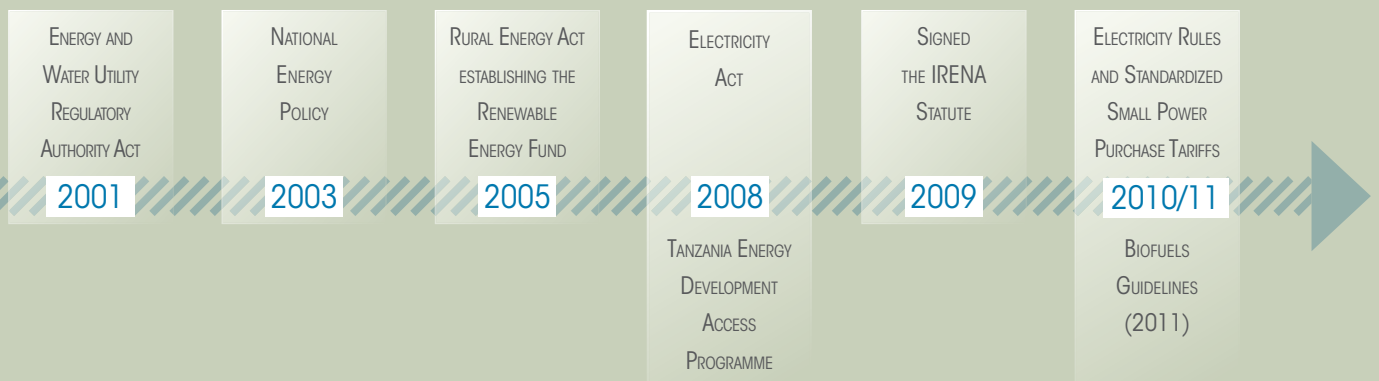 Energy and
Water Utility
Regulatory
Authority Act
2001
National
Energy
Policy
2003
Rural Energy Act
establishing the
Renewable
Energy Fund
2005
Electricity
Act
2008
Tanzania Energy
Development
Access
Programme
Signed
the IRENA
Statute
2009
Electricity Rules
and Standardized
Small Power
Purchase Tariffs
2010/11
Biofuels
Guidelines
(2011)